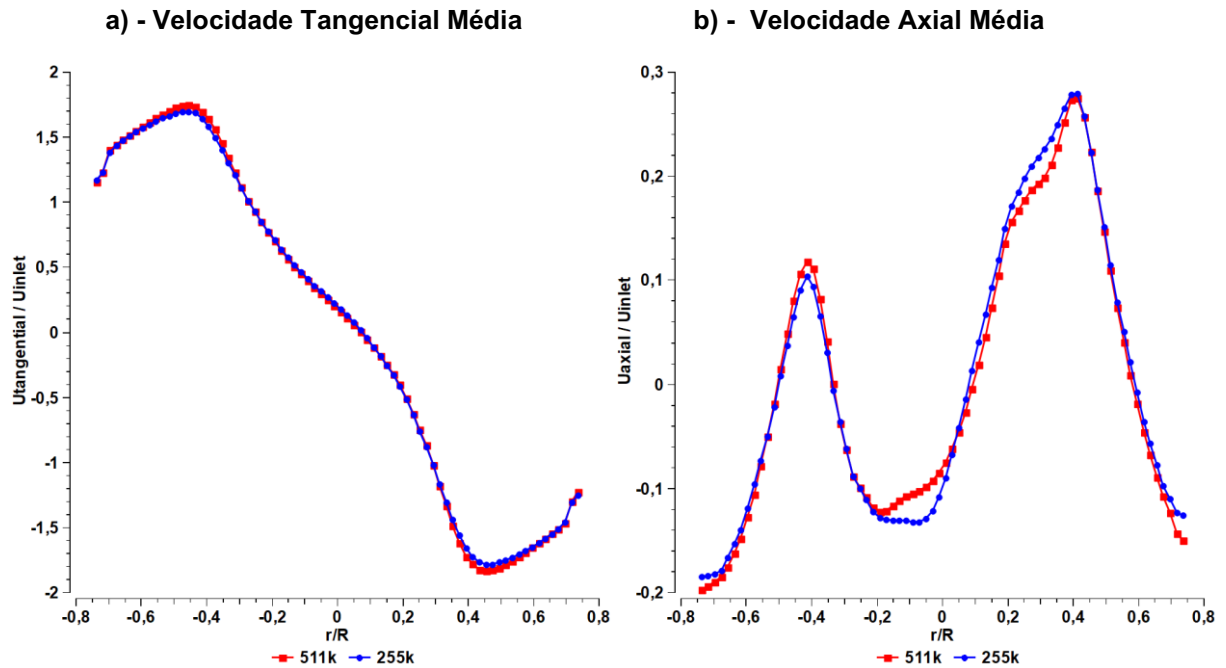 a) - Velocidade Tangencial Média
2
1,5
1
0,5
0
-0,5
-1
-1,5
-2
Utangential / Uinlet
-0,8 -0,6 -0,4 -0,2 0 0,2 0,4 0,6 0,8
r/R
511k 255k
b) - Velocidade Axial Média
0,3
0,2
0,1
0
-0,1
-0,2
Uaxial / Uinlet
-0,8 -0,6 -0,4 -0,2 0 0,2 0,4 0,6 0,8
r/R
511k 255k